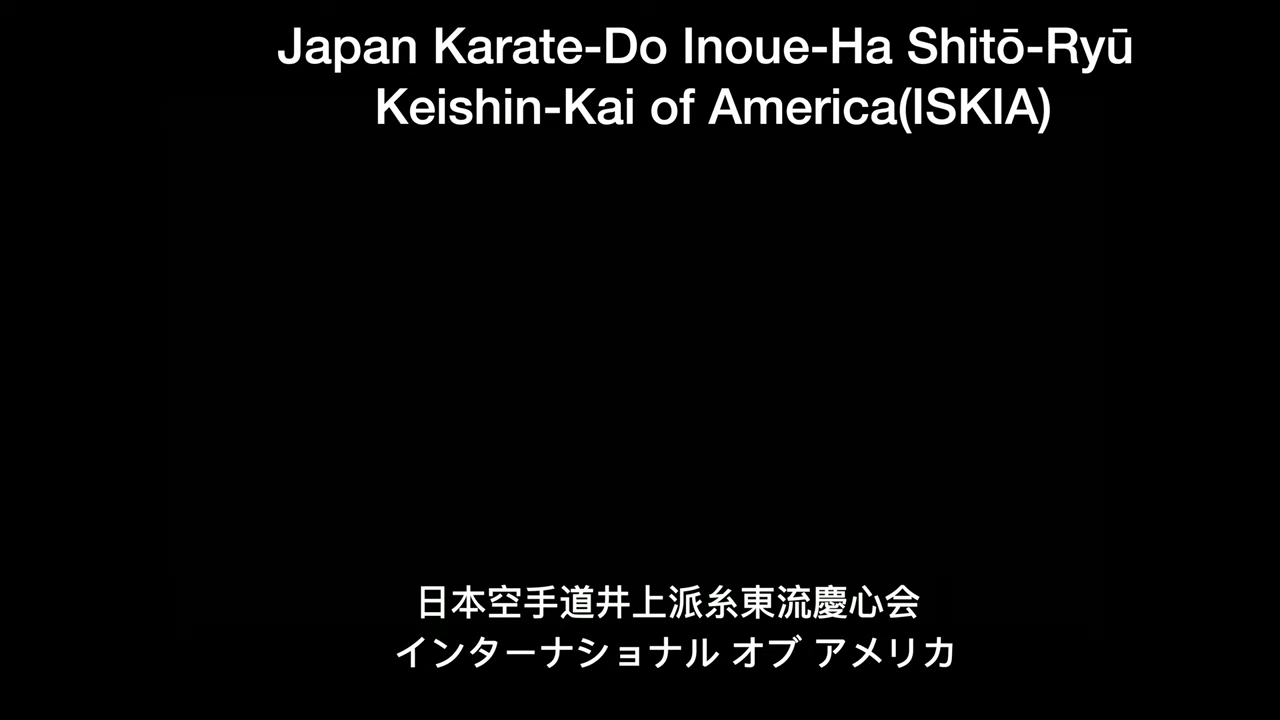 Japan Karate-Do Inoue-Ha Shitō-Ryū
Keishin-Kai of America(ISKIA)
日本空手道井上派糸東流慶心会
インターナショナル オブ アメリカ